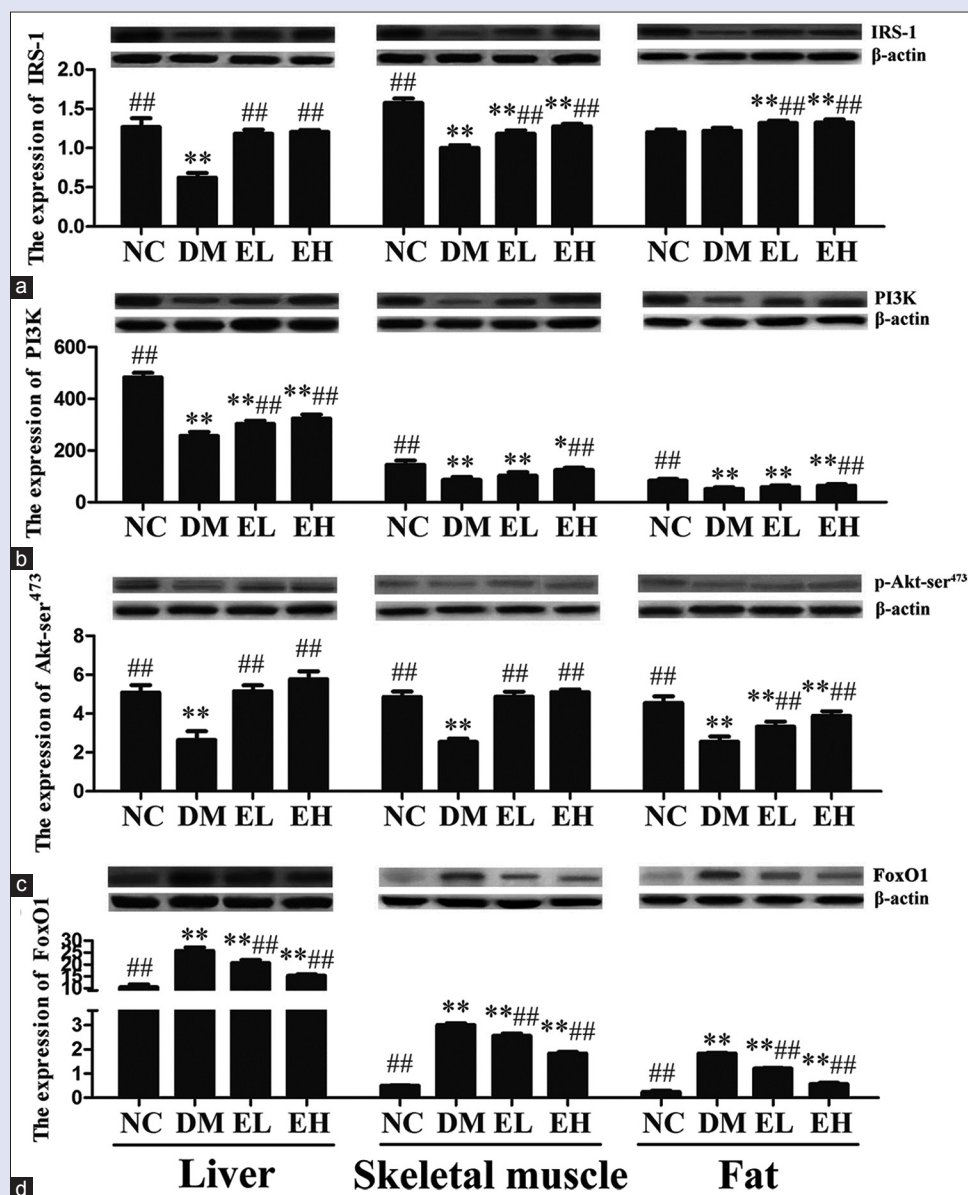 IRS-1
β-actin
The expression of IRS-1
2.0
1.5
1.0
0.5
0.0
## ** ## ##
## ** **## **##
**## **##
NC DM EL EH NC DM EL EH NC DM EL EH
a
PI3K
β-actin
The expression of PI3K
600
400
200
0
## ** **## **##
## ** ** *##
## ** ** **##
NC DM EL EH NC DM EL EH NC DM EL EH
b
p-Akt-ser473
β-actin
The expression of Akt-ser473
8
6
4
2
0
## ** ## ##
## ** ## ##
## ** **## **##
NC DM EL EH NC DM EL EH NC DM EL EH
c
FoxO1
β-actin
The expression of FoxO1
30
25
20
15
10
3
2
1
0
## ** **## **##
## ** **## **##
## ** **## **##
NC DM EL EH NC DM EL EH NC DM EL EH
Liver Skeletal muscle Fat
d